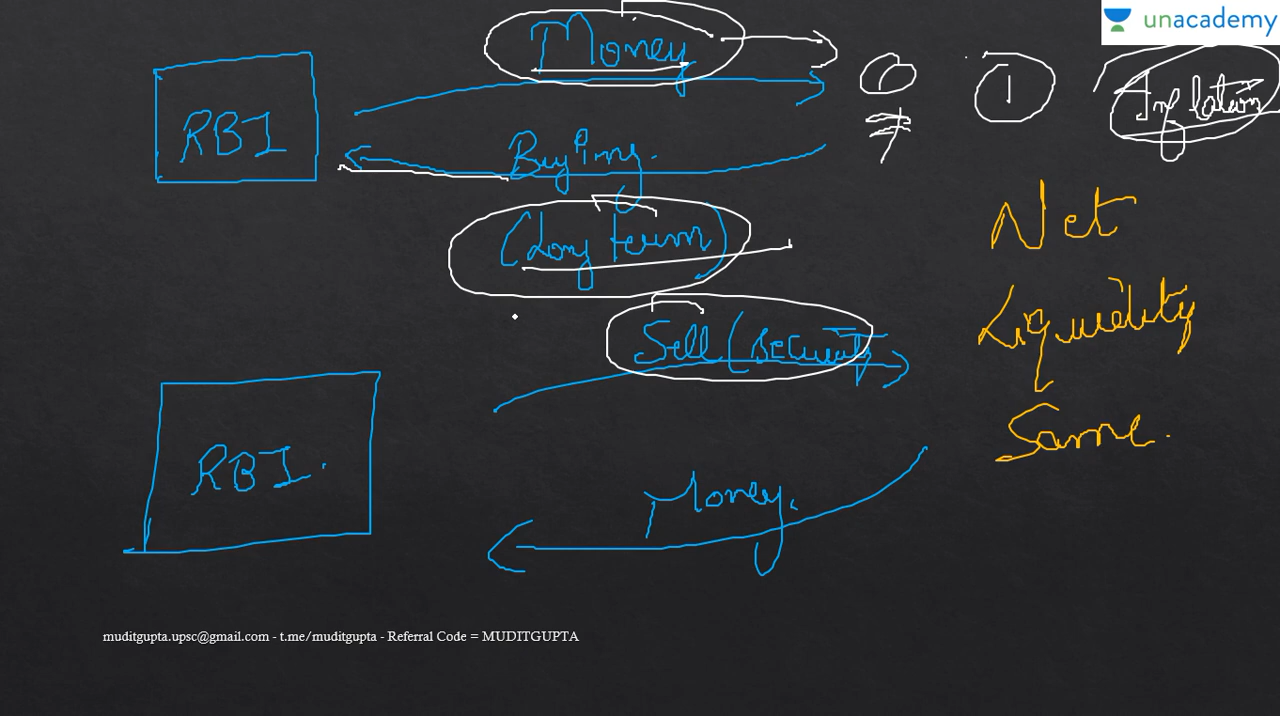 unacademy
Money
①
Inflation
RBI
Buying.
(Long term)
Net
Liquidity
Same.
Sell (Security
RBI.
Money.
muditgupta.upsc@gmail.com - t.me/muditgupta - Referral Code = MUDITGUPTA